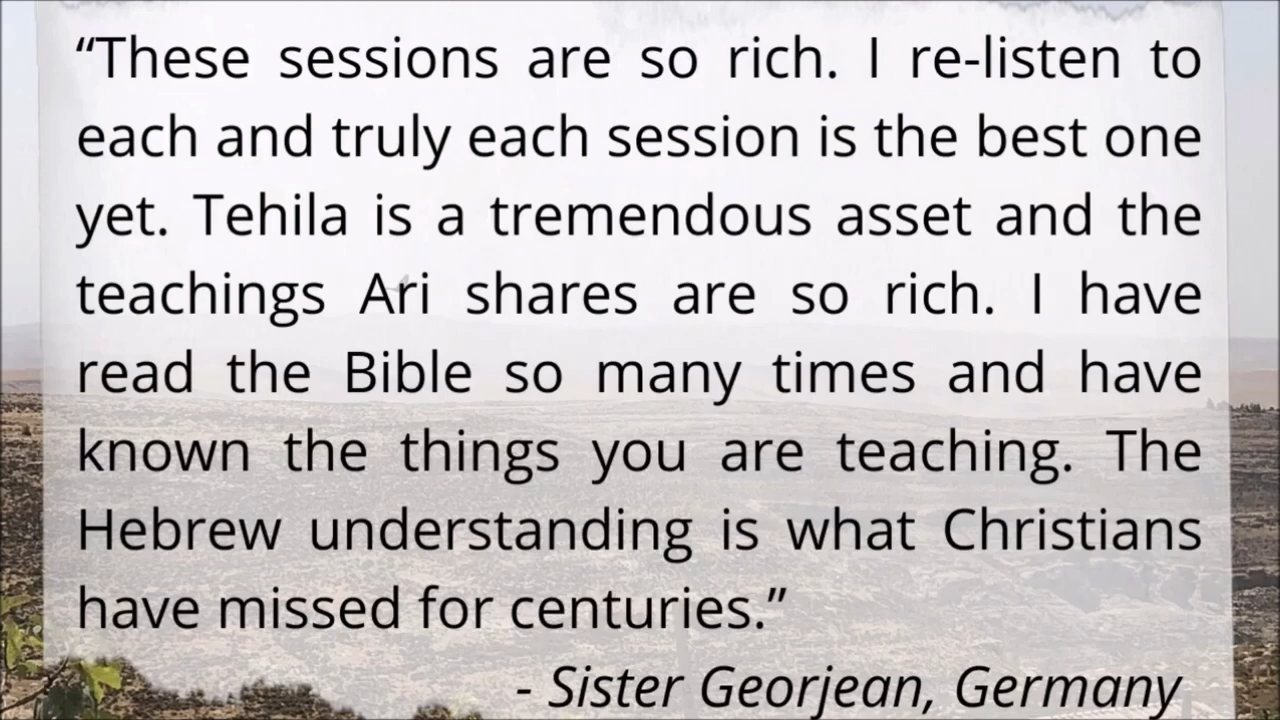 “These sessions are so rich. I re-listen to
each and truly each session is the best one
yet. Tehila is a tremendous asset and the
teachings Ari shares are so rich. I have
read the Bible so many times and have
known the things you are teaching. The
Hebrew understanding is what Christians
have missed for centuries.”
- Sister Georjean, Germany